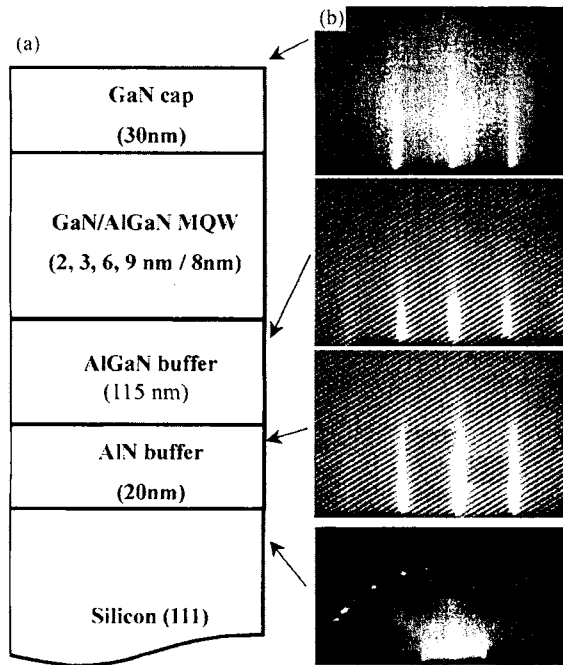 (a)
(b)
GaN cap
(30nm)
GaN/AlGaN MQW
(2, 3, 6, 9 nm / 8nm)
AlGaN buffer
(115 nm)
AlN buffer
(20nm)
Silicon (111)